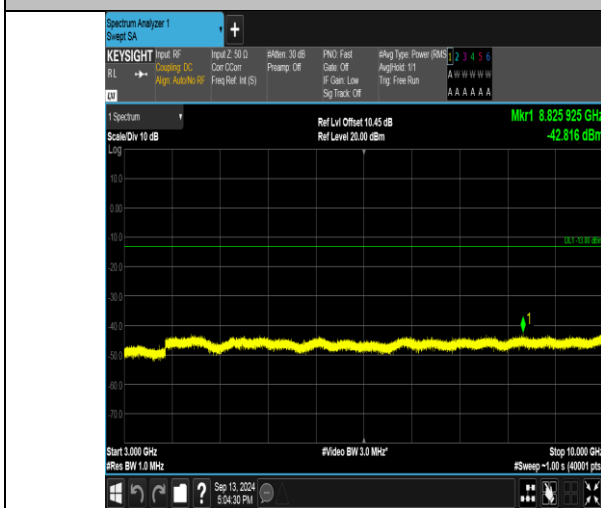 Spectrum Analyzer 1
Swept SA
+
KEYSIGHT Input: RF Input Z: 50 Ω #Atten: 30 dB PNO: Fast #Avg Type: Power (RMS 1 2 3 4 5 6
RL Coupling: DC Corr CCorr Preamp: Off Gate: Off Avg|Hold: 1/1 A W W W W W
Align: Auto/No RF Freq Ref: Int (S) IF Gain: Low Trig: Free Run
LXI Sig Track: Off A A A A A A
1 Spectrum
Scale/Div 10 dB
Ref Lvl Offset 10.45 dB
Ref Level 20.00 dBm
Mkr1 8.825 925 GHz
-42.816 dBm
Log
10.0
0.00
-10.0
DL1 -13.00 dBm
-20.0
-30.0
-40.0
1
-50.0
-60.0
-70.0
Start 3.000 GHz #Video BW 3.0 MHz* Stop 10.000 GHz
#Res BW 1.0 MHz #Sweep ~1.00 s (40001 pts
? Sep 13, 2024
5:04:30 PM